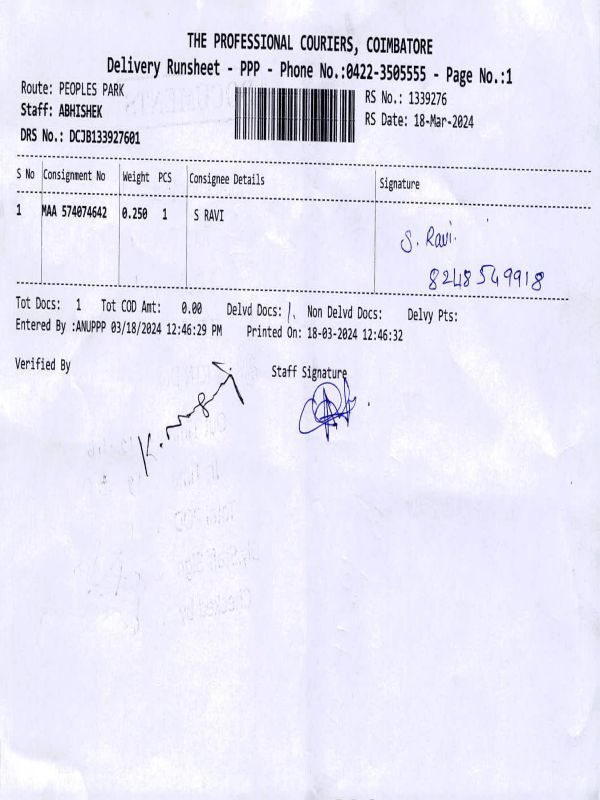 THE PROFESSIONAL COURIERS, COIMBATORE
Delivery Runsheet - PPP - Phone No.:0422-3505555 - Page No.:1
Route: PEOPLES PARK
Staff: ABHISHEK
DRS No.: DCJB133927601
RS No.: 1339276
RS Date: 18-Mar-2024
S No Consignment No Weight PCS Consignee Details Signature
1 MAA 574074642 0.250 1 S RAVI
S. Ravi.
8248549918
Tot Docs: 1 Tot COD Amt: 0.00 Delvd Docs: 1. Non Delvd Docs: Delvy Pts:
Entered By :ANUPPP 03/18/2024 12:46:29 PM Printed On: 18-03-2024 12:46:32
Verified By Staff Signature